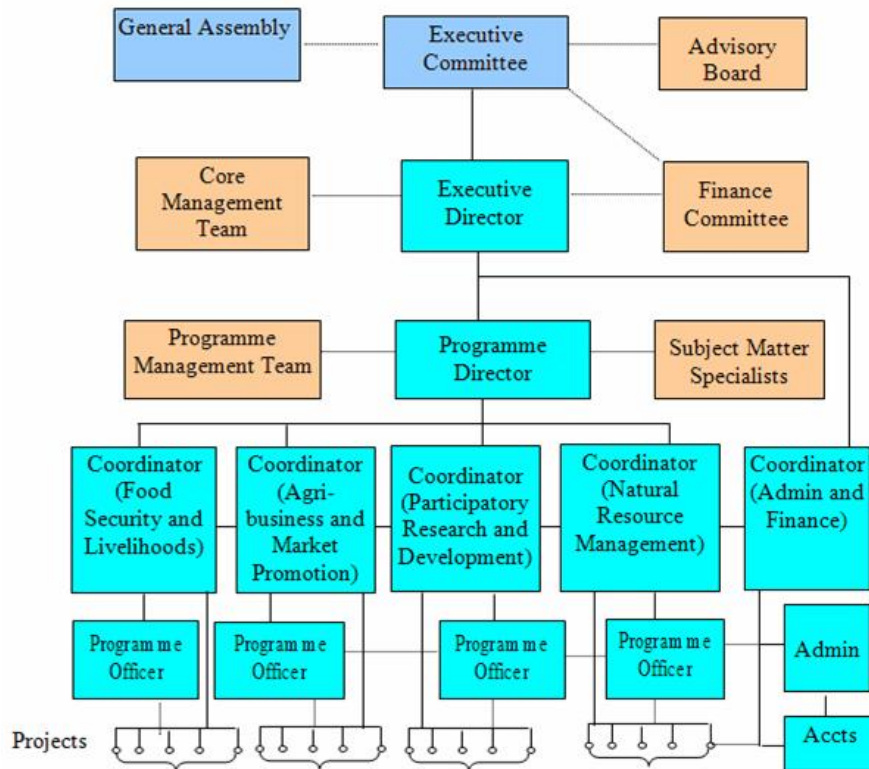 General Assembly
Executive
Committee
Advisory
Board
Core
Management
Team
Executive
Director
Finance
Committee
Programme
Management Team
Programme
Director
Subject Matter
Specialists
Coordinator
(Food
Security and
Livelihoods)
Coordinator
(Agri-
business and
Market
Promotion)
Coordinator
(Participatory
Research and
Development)
Coordinator
(Natural
Resource
Management)
Coordinator
(Admin and
Finance)
Programme
Officer
Programme
Officer
Programme
Officer
Programme
Officer
Admin
Projects
Accts